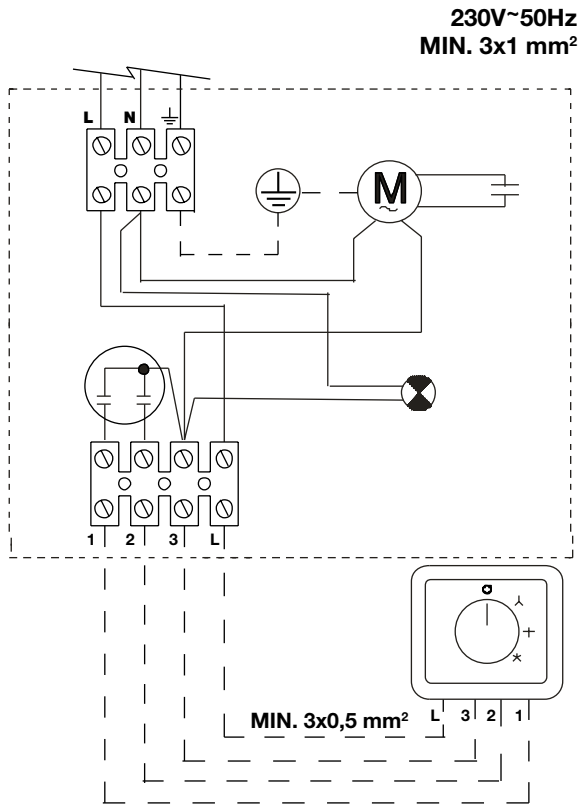 230V~50Hz
MIN. 3x1 mm²
L N
M
1 2 3 L
MIN. 3x0,5 mm²
L 3 2 1